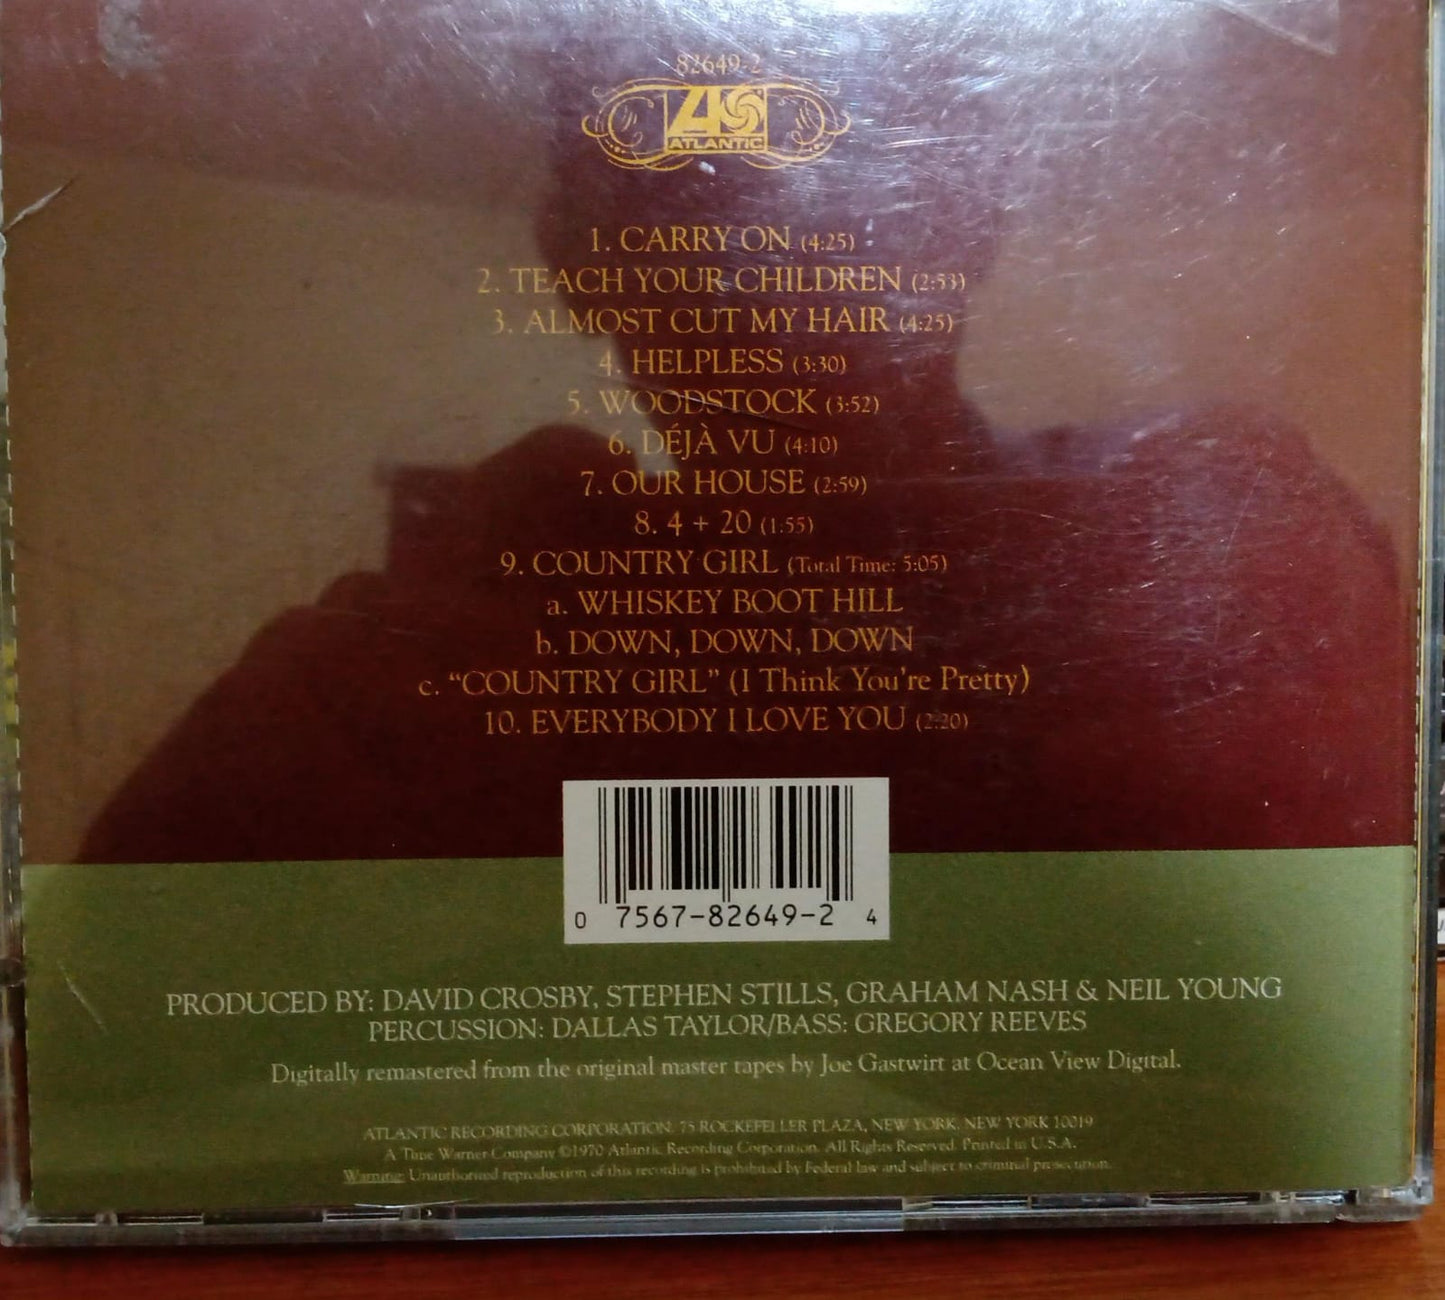 82649-2
ATLANTIC
1. CARRY ON (4:25)
2. TEACH YOUR CHILDREN (2:53)
3. ALMOST CUT MY HAIR (4:25)
4. HELPLESS (3:30)
5. WOODSTOCK (3:52)
6. DÉJÀ VU (4:10)
7. OUR HOUSE (2:59)
8. 4 + 20 (1:55)
9. COUNTRY GIRL (Total Time: 5:05)
a. WHISKEY BOOT HILL
b. DOWN, DOWN, DOWN
c. “COUNTRY GIRL” (I Think You're Pretty)
10. EVERYBODY I LOVE YOU (2:20)
0 7567-82649-2 4
PRODUCED BY: DAVID CROSBY, STEPHEN STILLS, GRAHAM NASH & NEIL YOUNG
PERCUSSION: DALLAS TAYLOR/BASS: GREGORY REEVES
Digitally remastered from the original master tapes by Joe Gastwirt at Ocean View Digital.
ATLANTIC RECORDING CORPORATION, 75 ROCKEFELLER PLAZA, NEW YORK, NEW YORK 10019
A Time Warner Company ©1970 Atlantic Recording Corporation. All Rights Reserved. Printed in U.S.A.
Warning: Unauthorized reproduction of this recording is prohibited by Federal law and subject to criminal prosecution.